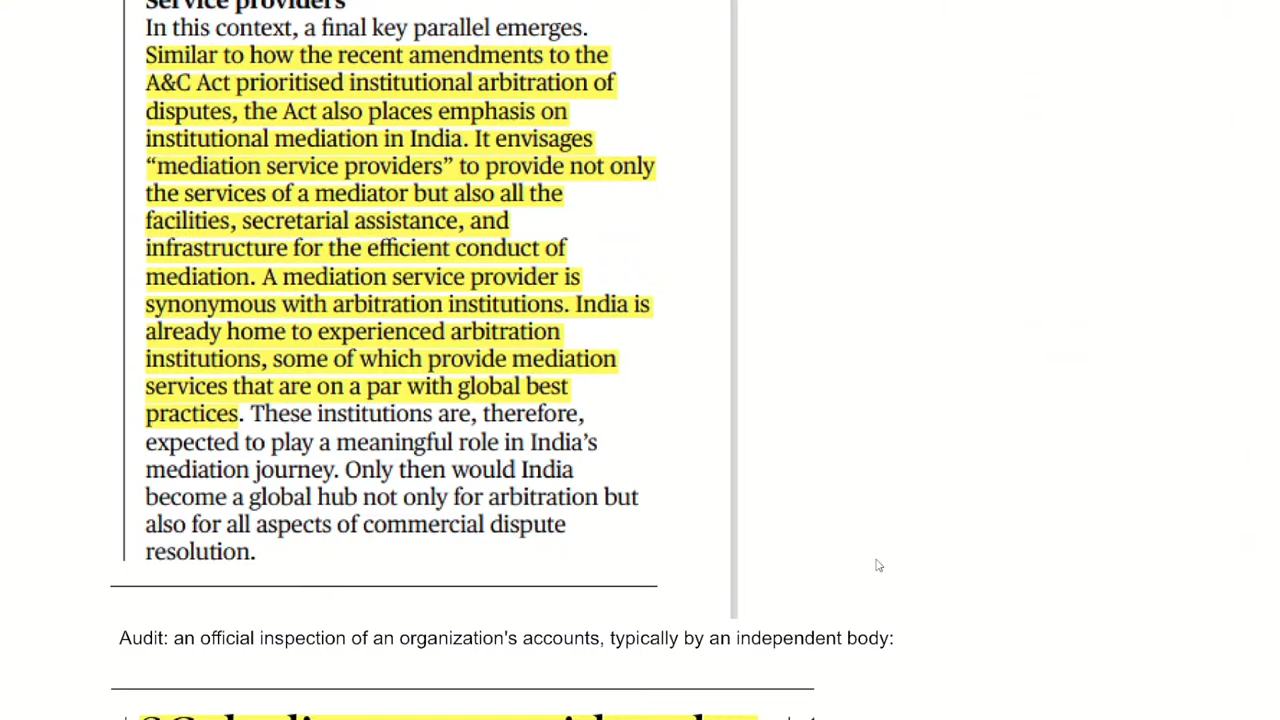 Service providers
In this context, a final key parallel emerges.
Similar to how the recent amendments to the
A&C Act prioritised institutional arbitration of
disputes, the Act also places emphasis on
institutional mediation in India. It envisages
“mediation service providers” to provide not only
the services of a mediator but also all the
facilities, secretarial assistance, and
infrastructure for the efficient conduct of
mediation. A mediation service provider is
synonymous with arbitration institutions. India is
already home to experienced arbitration
institutions, some of which provide mediation
services that are on a par with global best
practices. These institutions are, therefore,
expected to play a meaningful role in India’s
mediation journey. Only then would India
become a global hub not only for arbitration but
also for all aspects of commercial dispute
resolution.
Audit: an official inspection of an organization's accounts, typically by an independent body: